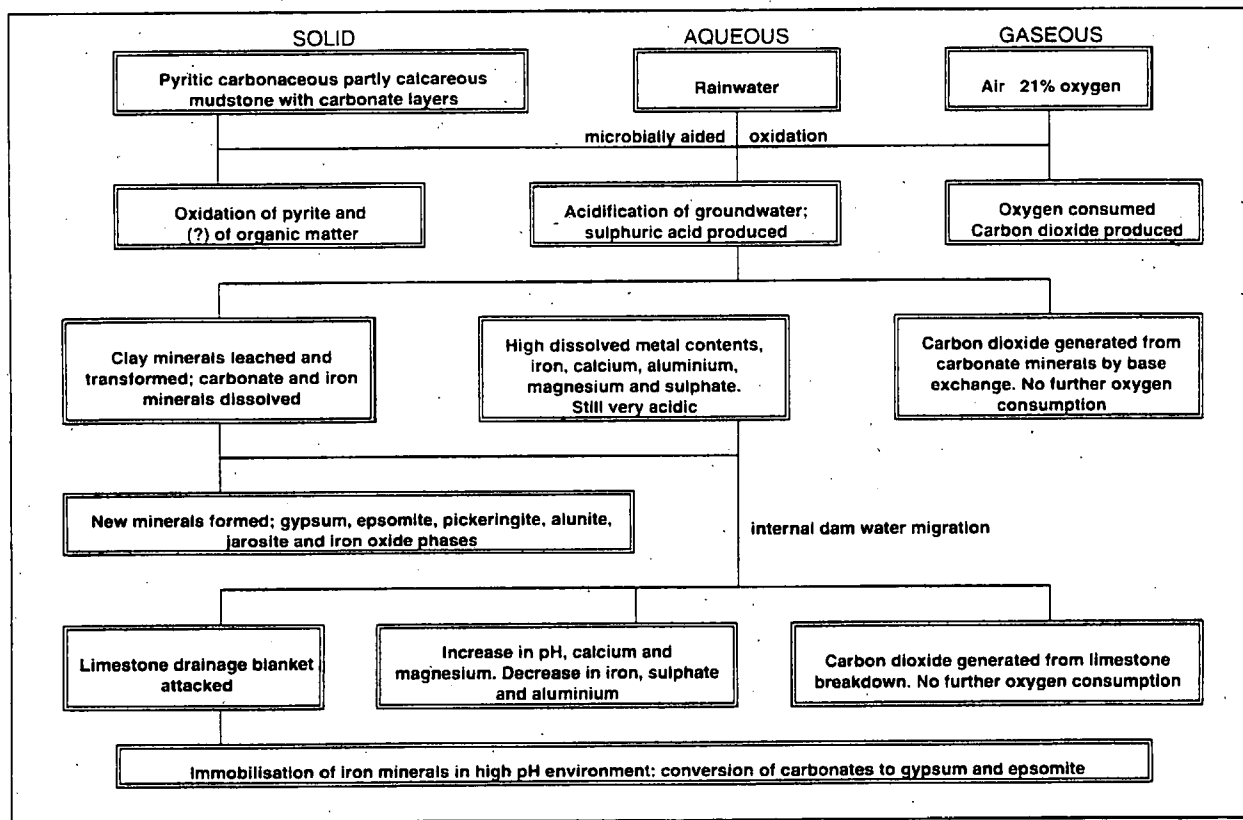 SOLID
AQUEOUS
GASEOUS
Pyritic carbonaceous partly calcareous
mudstone with carbonate layers
Rainwater
Air 21% oxygen
microbially aided oxidation
Oxidation of pyrite and
(?) of organic matter
Acidification of groundwater;
sulphuric acid produced
Oxygen consumed
Carbon dioxide produced
Clay minerals leached and
transformed; carbonate and iron
minerals dissolved
High dissolved metal contents,
iron, calcium, aluminium,
magnesium and sulphate.
Still very acidic
Carbon dioxide generated from
carbonate minerals by base
exchange. No further oxygen
consumption
New minerals formed; gypsum, epsomite, pickeringite, alunite,
jarosite and iron oxide phases
internal dam water migration
Limestone drainage blanket
attacked
Increase in pH, calcium and
magnesium. Decrease in iron, sulphate
and aluminium
Carbon dioxide generated from limestone
breakdown. No further oxygen consumption
Immobilisation of iron minerals in high pH environment: conversion of carbonates to gypsum and epsomite